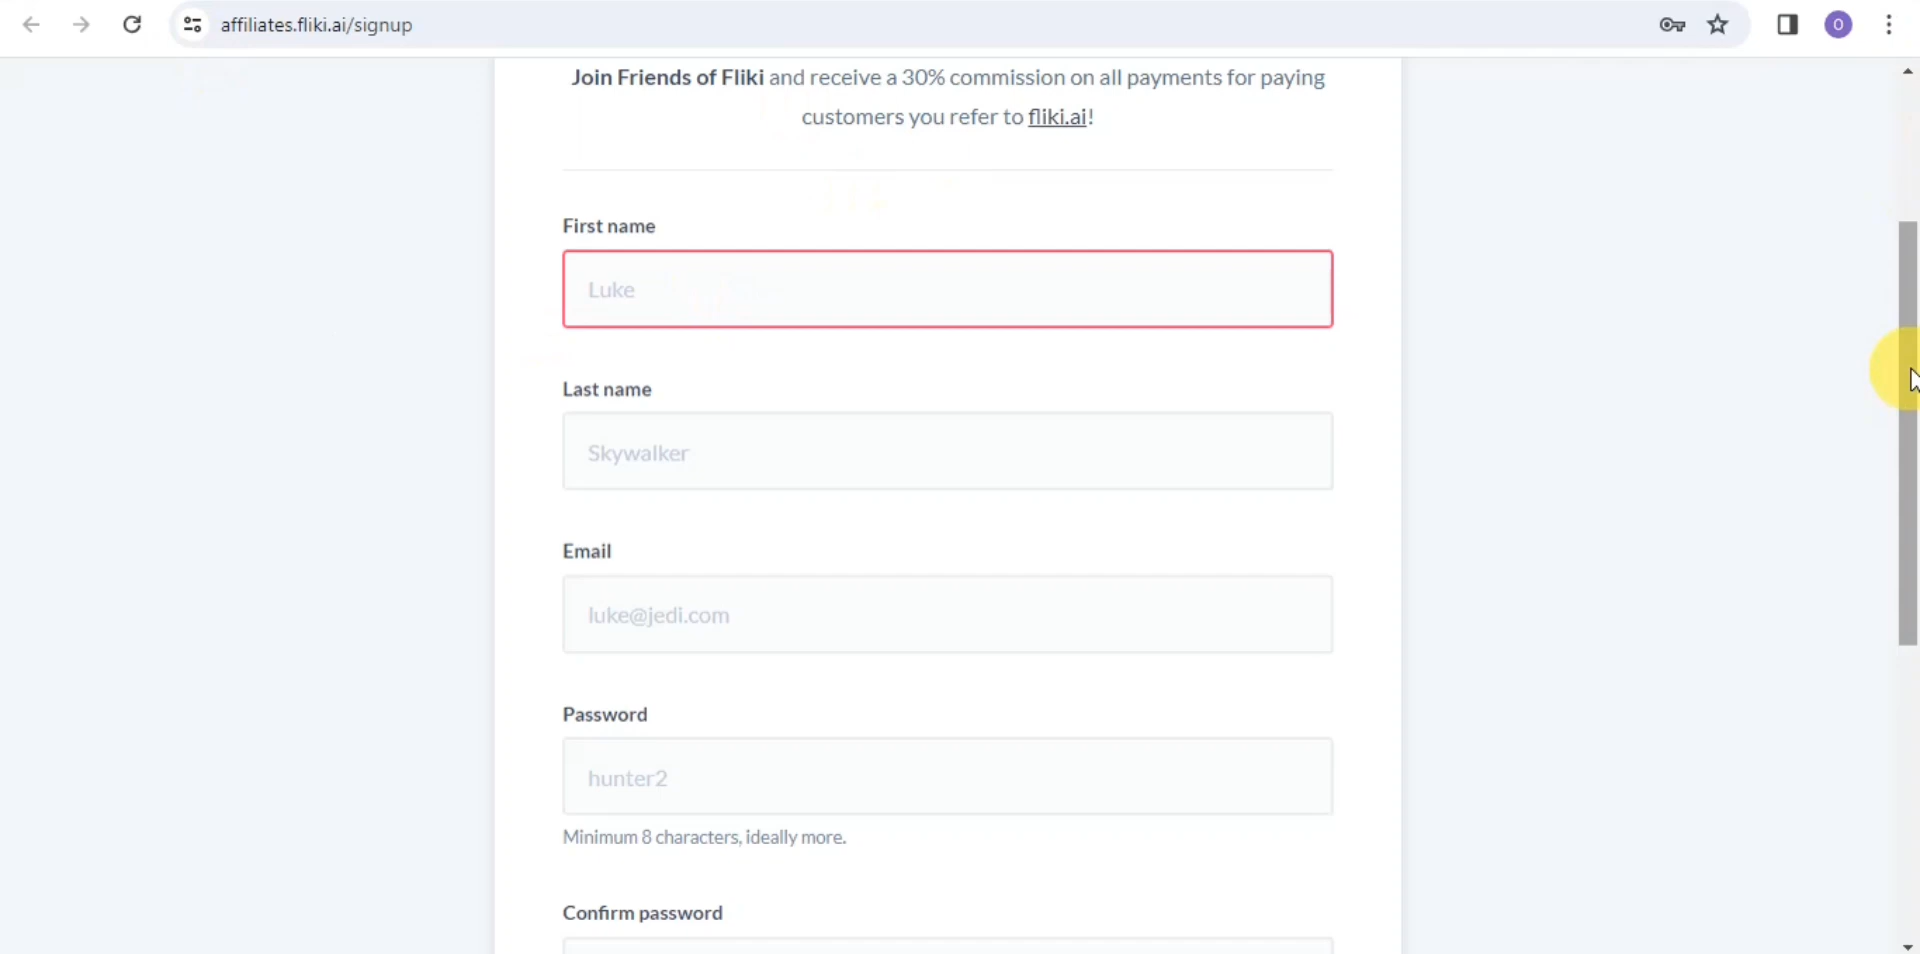 affiliates.fliki.ai/signup
O
Join Friends of Fliki and receive a 30% commission on all payments for paying
customers you refer to fliki.ai!
First name
Luke
Last name
Skywalker
Email
luke@jedi.com
Password
hunter2
Minimum 8 characters, ideally more.
Confirm password